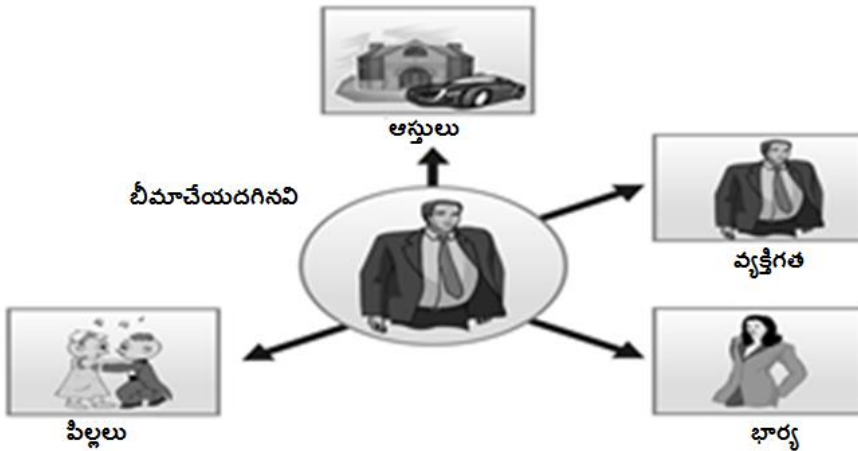 ఆస్తులు
బీమాచేయదగినవి
వ్యక్తిగత
పిల్లలు
భార్య